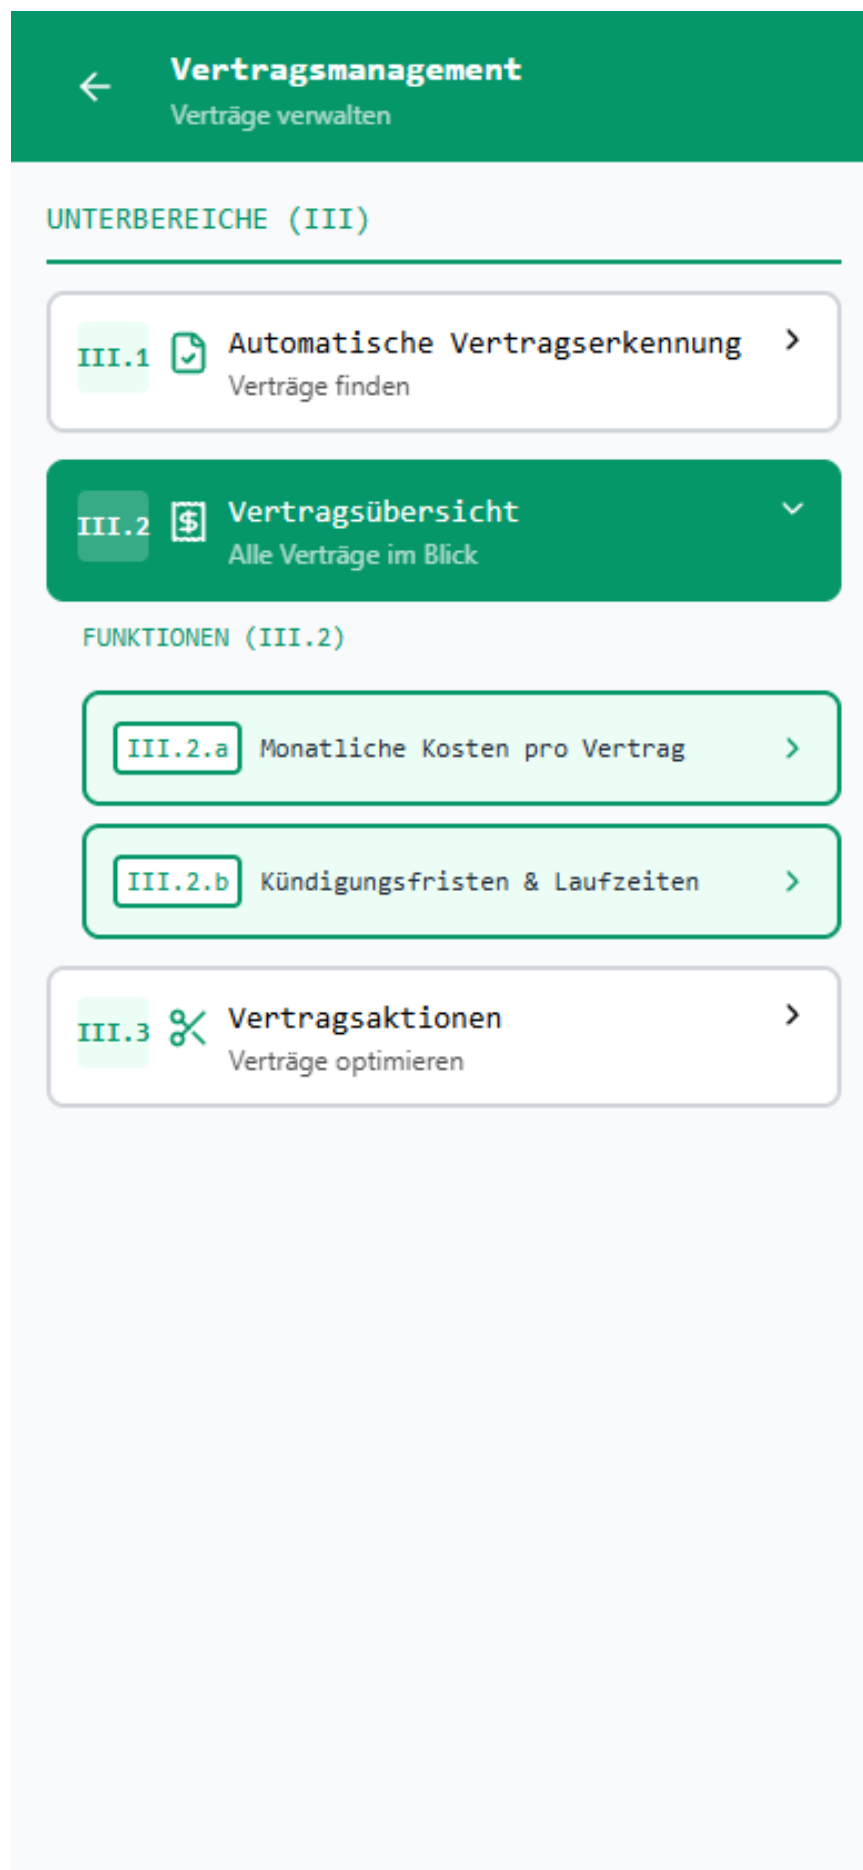 Vertragsmanagement
Verträge verwalten
UNTERBEREICHE (III)
III.1
Automatische Vertragserkennung
Verträge finden
III.2
Vertragsübersicht
Alle Verträge im Blick
FUNKTIONEN (III.2)
III.2.a Monatliche Kosten pro Vertrag
III.2.b Kündigungsfristen & Laufzeiten
III.3
Vertragsaktionen
Verträge optimieren